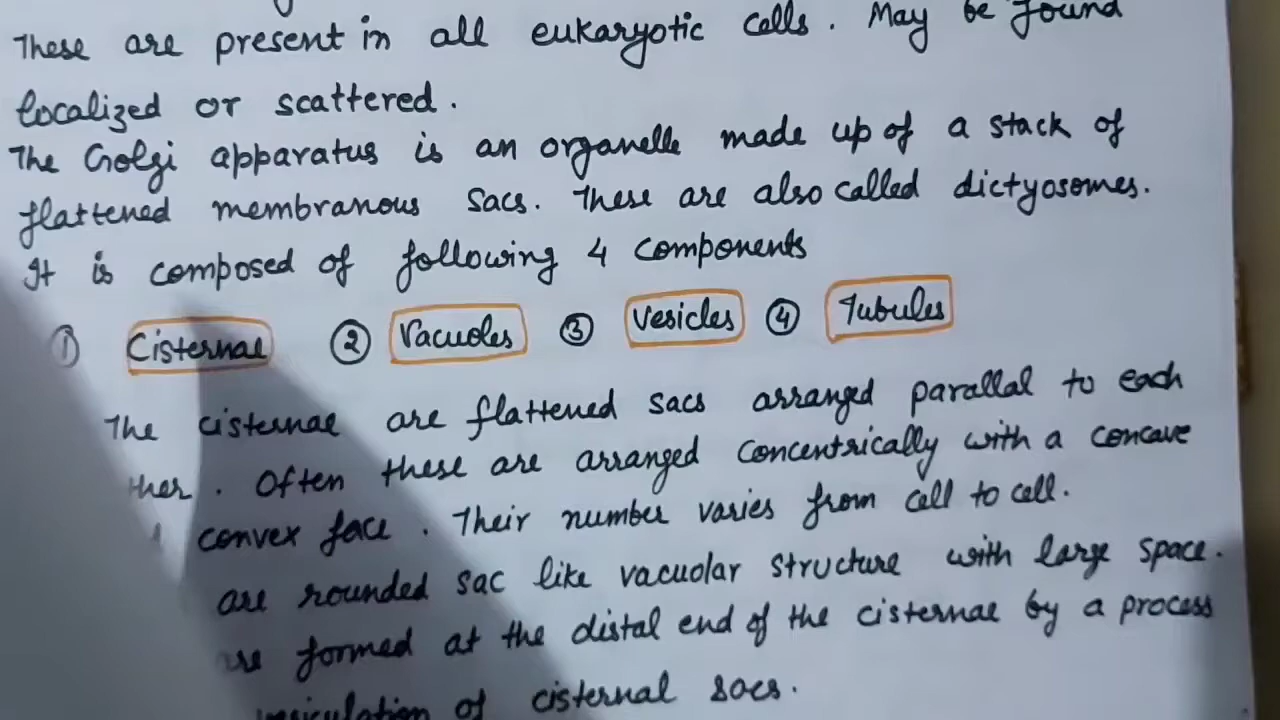 These are present in all eukaryotic cells. May be found
localized or scattered.
The Golgi apparatus is an organelle made up of a stack of
flattened membranous sacs. These are also called dictyosomes.
It is composed of following 4 components
① Cisternae ② Vacuoles ③ Vesicles ④ Tubules
The cisternae are flattened sacs arranged parallal to each
. Often these are arranged concentrically with a concave
convex face. Their number varies from cell to cell.
are rounded sac like vacuolar structure with large space.
formed at the distal end of the cisternae by a process
of cisternal sacs.